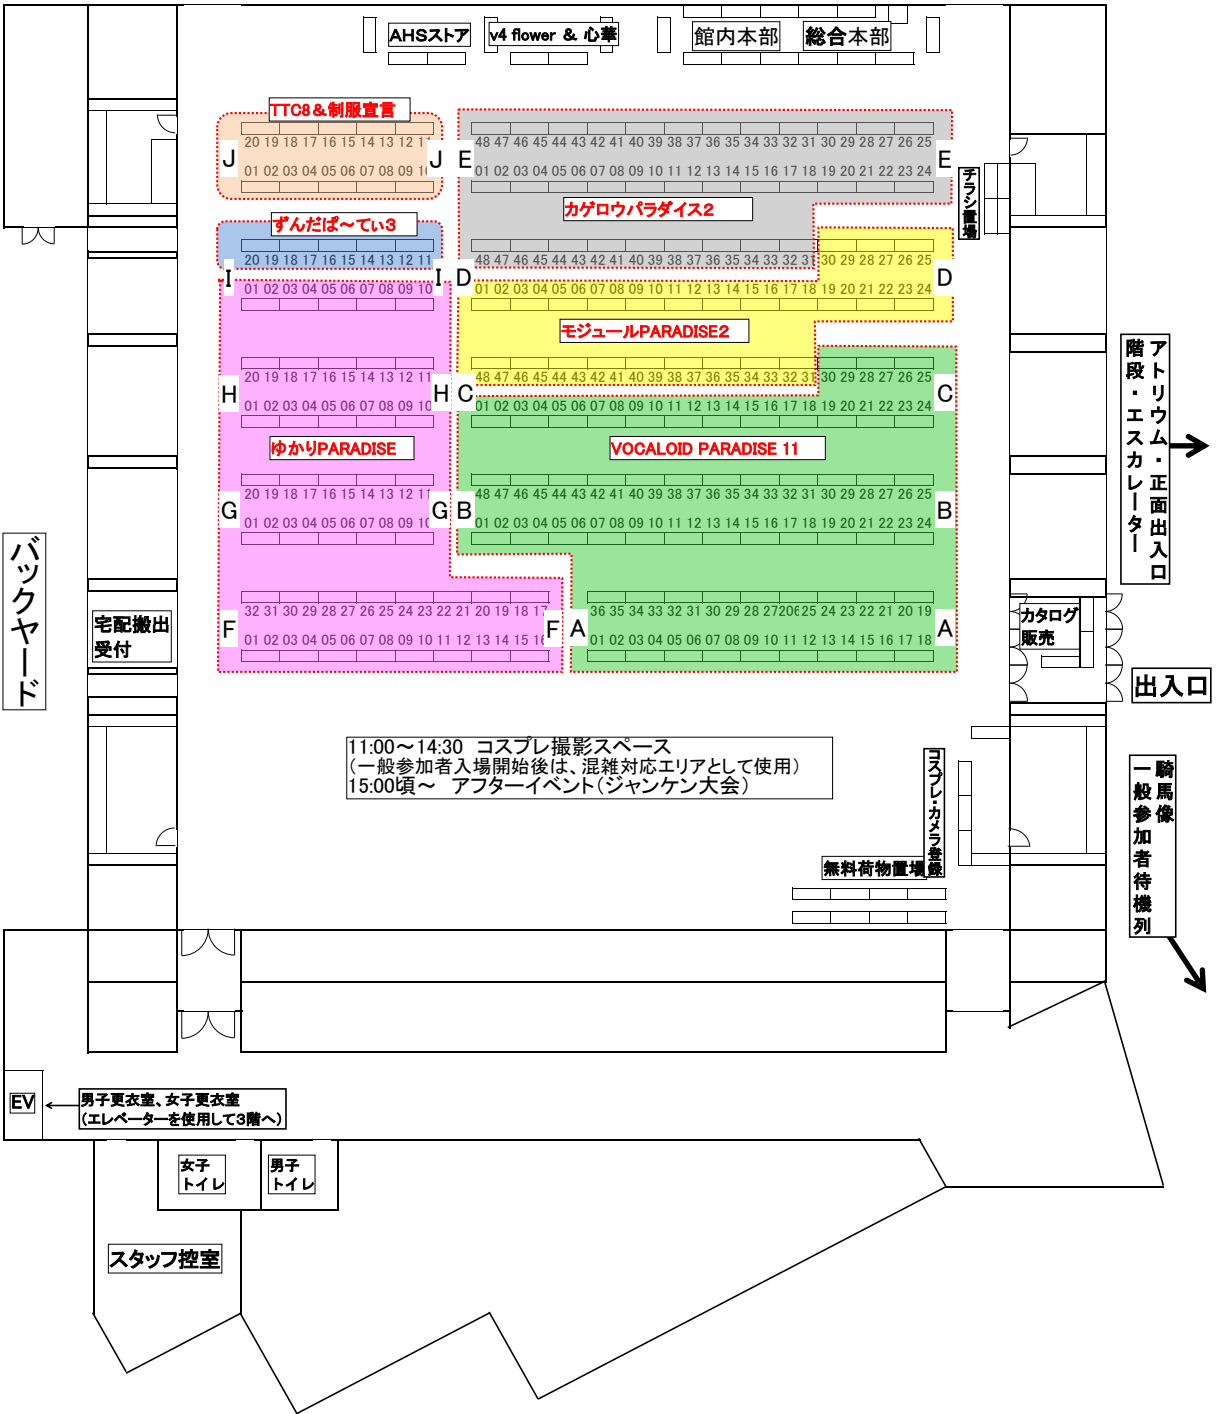 AHSストア
v4 flower & 心華
館内本部
総合本部
TTC8&制服宣言
20 19 18 17 16 15 14 13 12 11
J
J
01 02 03 04 05 06 07 08 09 10
48 47 46 45 44 43 42 41 40 39 38 37 36 35 34 33 32 31 30 29 28 27 26 25
E
E
01 02 03 04 05 06 07 08 09 10 11 12 13 14 15 16 17 18 19 20 21 22 23 24
チラシ置場
カゲロウパラダイス2
ずんだぱ~てぃ3
20 19 18 17 16 15 14 13 12 11
I
I
01 02 03 04 05 06 07 08 09 10
48 47 46 45 44 43 42 41 40 39 38 37 36 35 34 33 32 31 30 29 28 27 26 25
D
D
01 02 03 04 05 06 07 08 09 10 11 12 13 14 15 16 17 18 19 20 21 22 23 24
モジュールPARADISE2
20 19 18 17 16 15 14 13 12 11
H
H
01 02 03 04 05 06 07 08 09 10
48 47 46 45 44 43 42 41 40 39 38 37 36 35 34 33 32 31 30 29 28 27 26 25
C
C
01 02 03 04 05 06 07 08 09 10 11 12 13 14 15 16 17 18 19 20 21 22 23 24
ゆかりPARADISE
VOCALOID PARADISE 11
20 19 18 17 16 15 14 13 12 11
G
G
01 02 03 04 05 06 07 08 09 10
48 47 46 45 44 43 42 41 40 39 38 37 36 35 34 33 32 31 30 29 28 27 26 25
B
B
01 02 03 04 05 06 07 08 09 10 11 12 13 14 15 16 17 18 19 20 21 22 23 24
32 31 30 29 28 27 26 25 24 23 22 21 20 19 18 17
F
F
01 02 03 04 05 06 07 08 09 10 11 12 13 14 15 16
36 35 34 33 32 31 30 29 28 27206 25 24 23 22 21 20 19
A
A
01 02 03 04 05 06 07 08 09 10 11 12 13 14 15 16 17 18
アトリウム・正面出入口
階段・エスカレーター
バックヤード
宅配搬出
受付
カタログ
販売
出入口
11:00~14:30 コスプレ撮影スペース
(一般参加者入場開始後は、混雑対応エリアとして使用)
15:00頃~ アフターイベント(ジャンケン大会)
コスプレ・カメラ登録
無料荷物置場
騎馬像
一般参加者待機列
EV
男子更衣室、女子更衣室
(エレベーターを使用して3階へ)
女子
トイレ
男子
トイレ
スタッフ控室